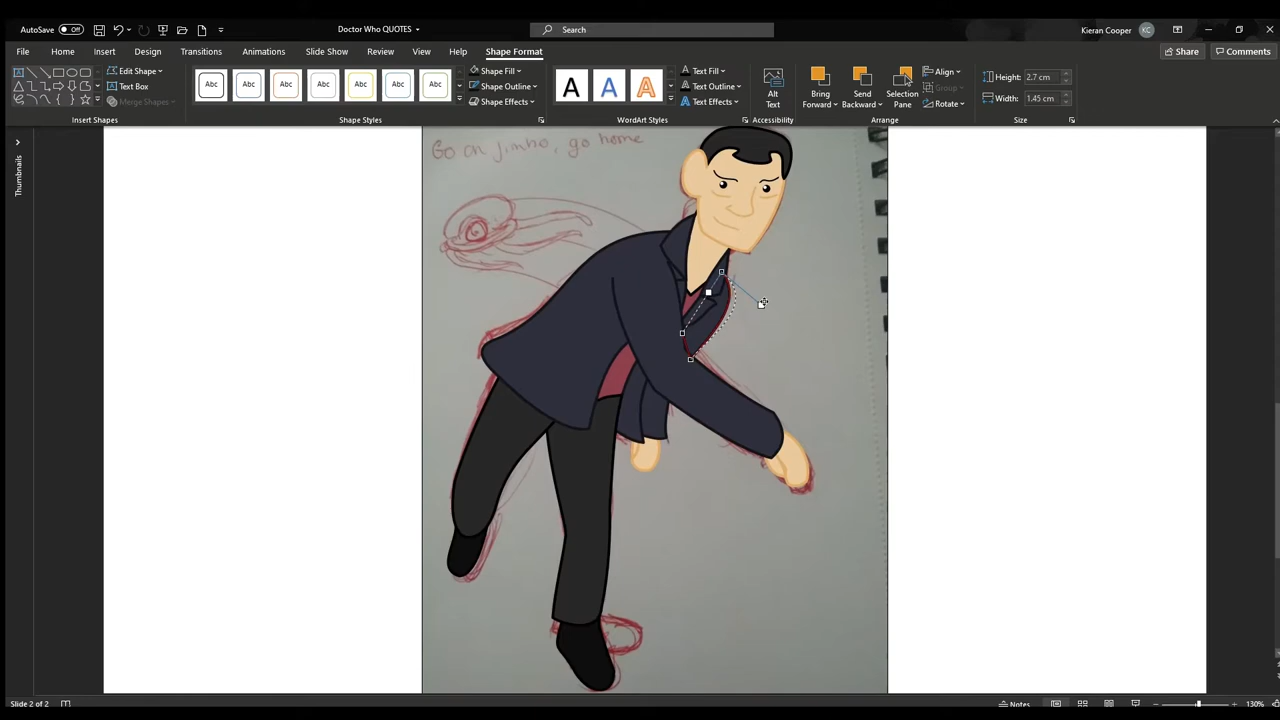 AutoSave Off
Doctor Who QUOTES
Search
Kieran Cooper KC
File Home Insert Design Transitions Animations Slide Show Review View Help Shape Format
Share Comments
Edit Shape
Text Box
Merge Shapes
Insert Shapes
Abc Abc Abc Abc Abc Abc
Shape Fill
Shape Outline
Shape Effects
Shape Styles
A A A
Text Fill
Text Outline
Text Effects
WordArt Styles
Alt
Text
Accessibility
Bring
Forward
Send
Backward
Selection
Pane
Align
Group
Rotate
Arrange
Height: 2.7 cm
Width: 1.45 cm
Size
Thumbnails
Go on jimbo, go home
Slide 2 of 2
Notes
130%